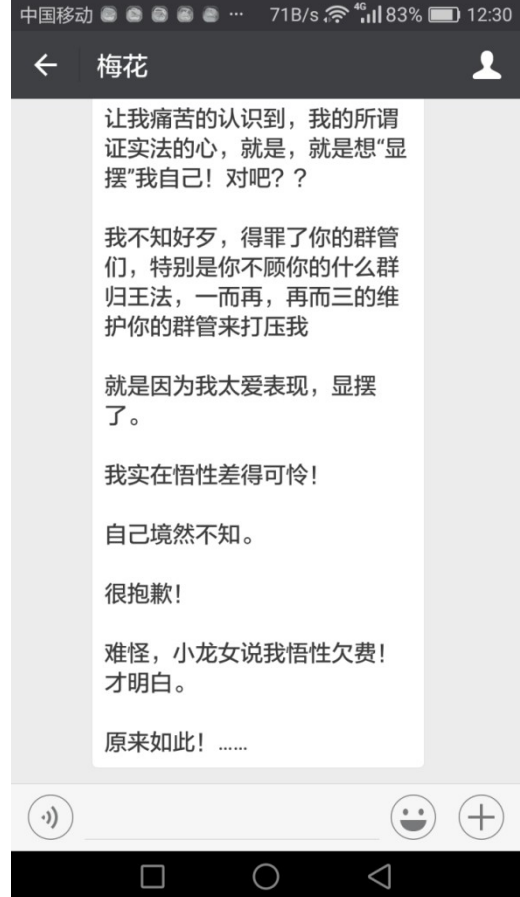 中国移动 ... 71B/s 4G 83% 12:30
梅花
让我痛苦的认识到，我的所谓
证实法的心，就是，就是想“显
摆”我自己！对吧？？
我不知好歹，得罪了你的群管
们，特别是你不顾你的什么群
归王法，一而再，再而三的维
护你的群管来打压我
就是因为我太爱表现，显摆
了。
我实在悟性差得可怜！
自己境然不知。
很抱歉！
难怪，小龙女说我悟性欠费！
才明白。
原来如此！......